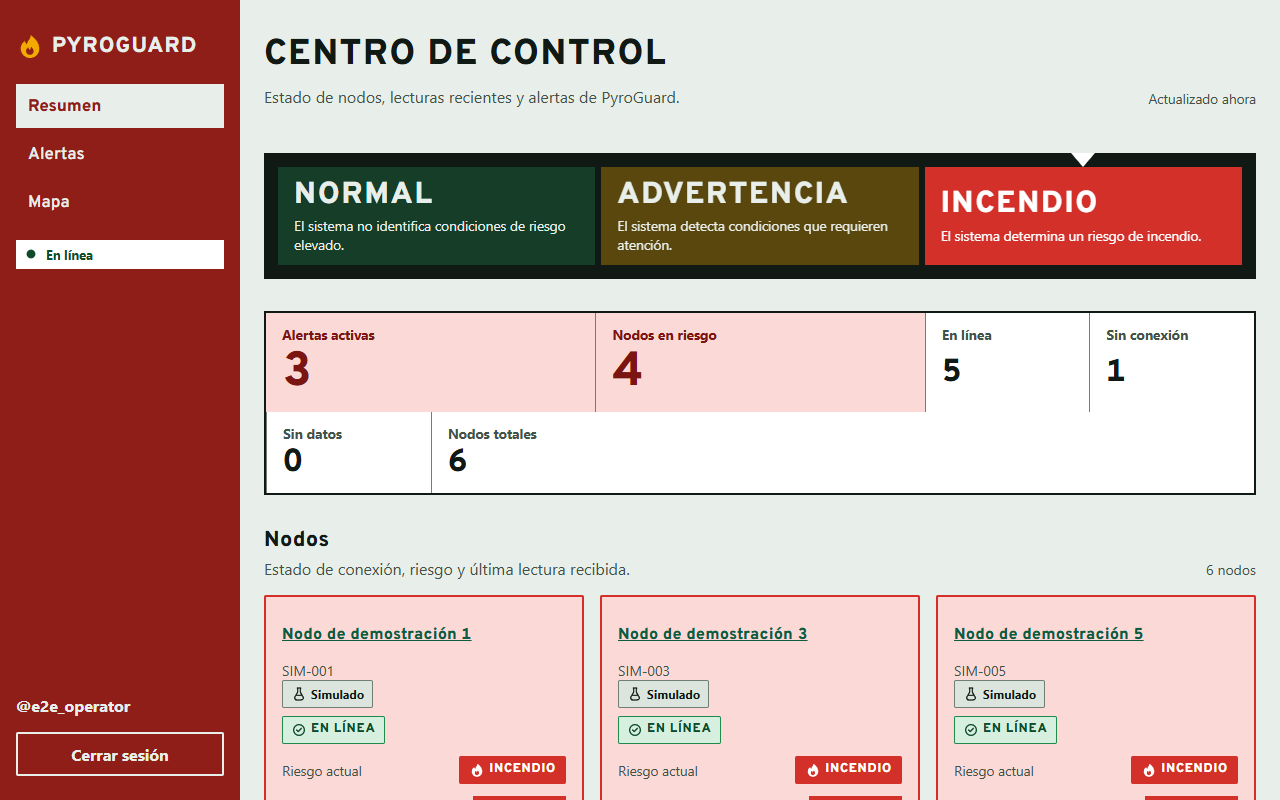 PYROGUARD
Resumen
Alertas
Mapa
En línea
@e2e_operator
Cerrar sesión
CENTRO DE CONTROL
Estado de nodos, lecturas recientes y alertas de PyroGuard.
Actualizado ahora
NORMAL
El sistema no identifica condiciones de riesgo
elevado.
ADVERTENCIA
El sistema detecta condiciones que requieren
atención.
INCENDIO
El sistema determina un riesgo de incendio.
Alertas activas
3
Nodos en riesgo
4
En línea
5
Sin conexión
1
Sin datos
0
Nodos totales
6
Nodos
Estado de conexión, riesgo y última lectura recibida.
6 nodos
Nodo de demostración 1
SIM-001
Simulado
EN LÍNEA
Riesgo actual
INCENDIO
Nodo de demostración 3
SIM-003
Simulado
EN LÍNEA
Riesgo actual
INCENDIO
Nodo de demostración 5
SIM-005
Simulado
EN LÍNEA
Riesgo actual
INCENDIO